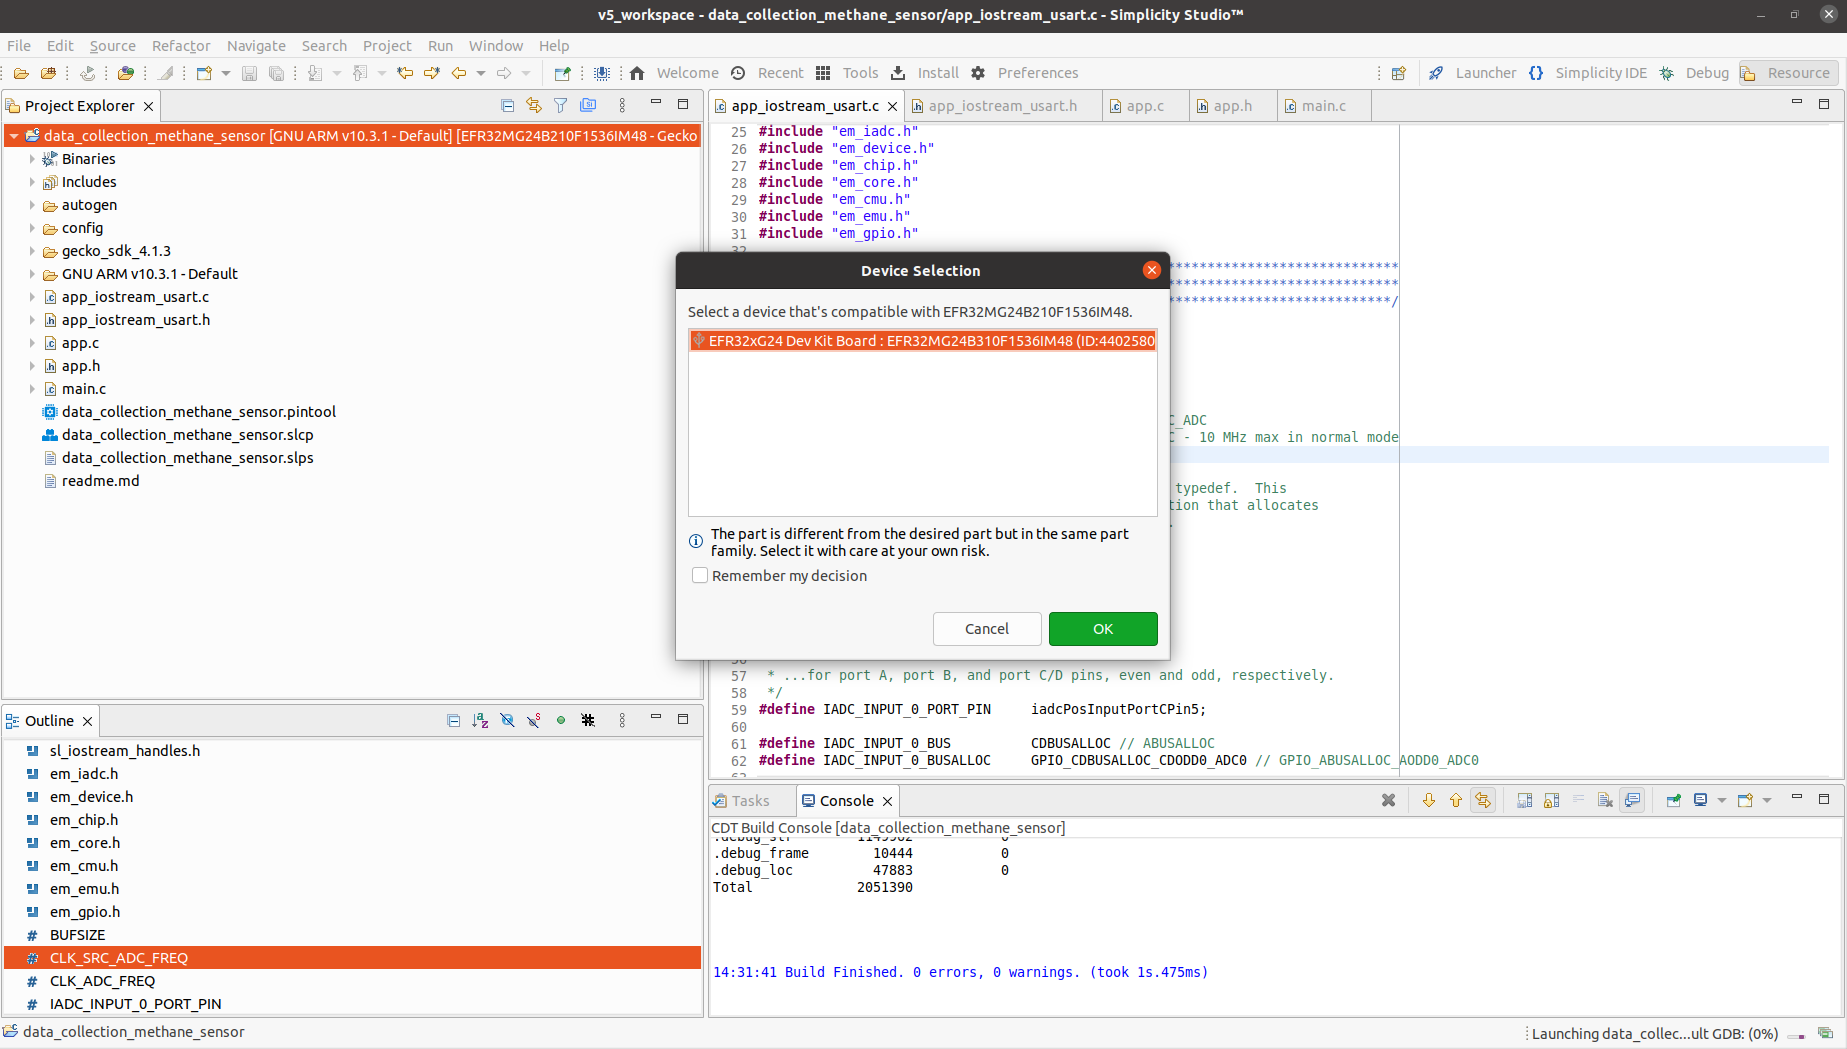 v5_workspace - data_collection_methane_sensor/app_iostream_usart.c - Simplicity Studio™
File Edit Source Refactor Navigate Search Project Run Window Help
Welcome Recent Tools Install Preferences Launcher Simplicity IDE Debug Resource
Project Explorer
data_collection_methane_sensor [GNU ARM v10.3.1 - Default] [EFR32MG24B210F1536IM48 - Gecko
Binaries
Includes
autogen
config
gecko_sdk_4.1.3
GNU ARM v10.3.1 - Default
app_iostream_usart.c
app_iostream_usart.h
app.c
app.h
main.c
data_collection_methane_sensor.pintool
data_collection_methane_sensor.slcp
data_collection_methane_sensor.slps
readme.md
Outline
sl_iostream_handles.h
em_iadc.h
em_device.h
em_chip.h
em_core.h
em_cmu.h
em_emu.h
em_gpio.h
BUFSIZE
CLK_SRC_ADC_FREQ
CLK_ADC_FREQ
IADC_INPUT_0_PORT_PIN
app_iostream_usart.c app_iostream_usart.h app.c app.h main.c
25 #include "em_iadc.h"
26 #include "em_device.h"
27 #include "em_chip.h"
28 #include "em_core.h"
29 #include "em_cmu.h"
30 #include "em_emu.h"
31 #include "em_gpio.h"
32
*****************************
*****************************
****************************/
C_ADC
C - 10 MHz max in normal mode
typedef.  This
tion that allocates
.
Device Selection
Select a device that's compatible with EFR32MG24B210F1536IM48.
EFR32xG24 Dev Kit Board : EFR32MG24B310F1536IM48 (ID:4402580
The part is different from the desired part but in the same part
family. Select it with care at your own risk.
Remember my decision
Cancel OK
57 * ...for port A, port B, and port C/D pins, even and odd, respectively.
58 */
59 #define IADC_INPUT_0_PORT_PIN iadcPosInputPortCPin5;
60
61 #define IADC_INPUT_0_BUS CDBUSALLOC // ABUSALLOC
62 #define IADC_INPUT_0_BUSALLOC GPIO_CDBUSALLOC_CDODD0_ADC0 // GPIO_ABUSALLOC_AODD0_ADC0
Tasks Console
CDT Build Console [data_collection_methane_sensor]
.debug_frame 10444 0
.debug_loc 47883 0
Total 2051390
14:31:41 Build Finished. 0 errors, 0 warnings. (took 1s.475ms)
data_collection_methane_sensor
Launching data_collec...ult GDB: (0%)